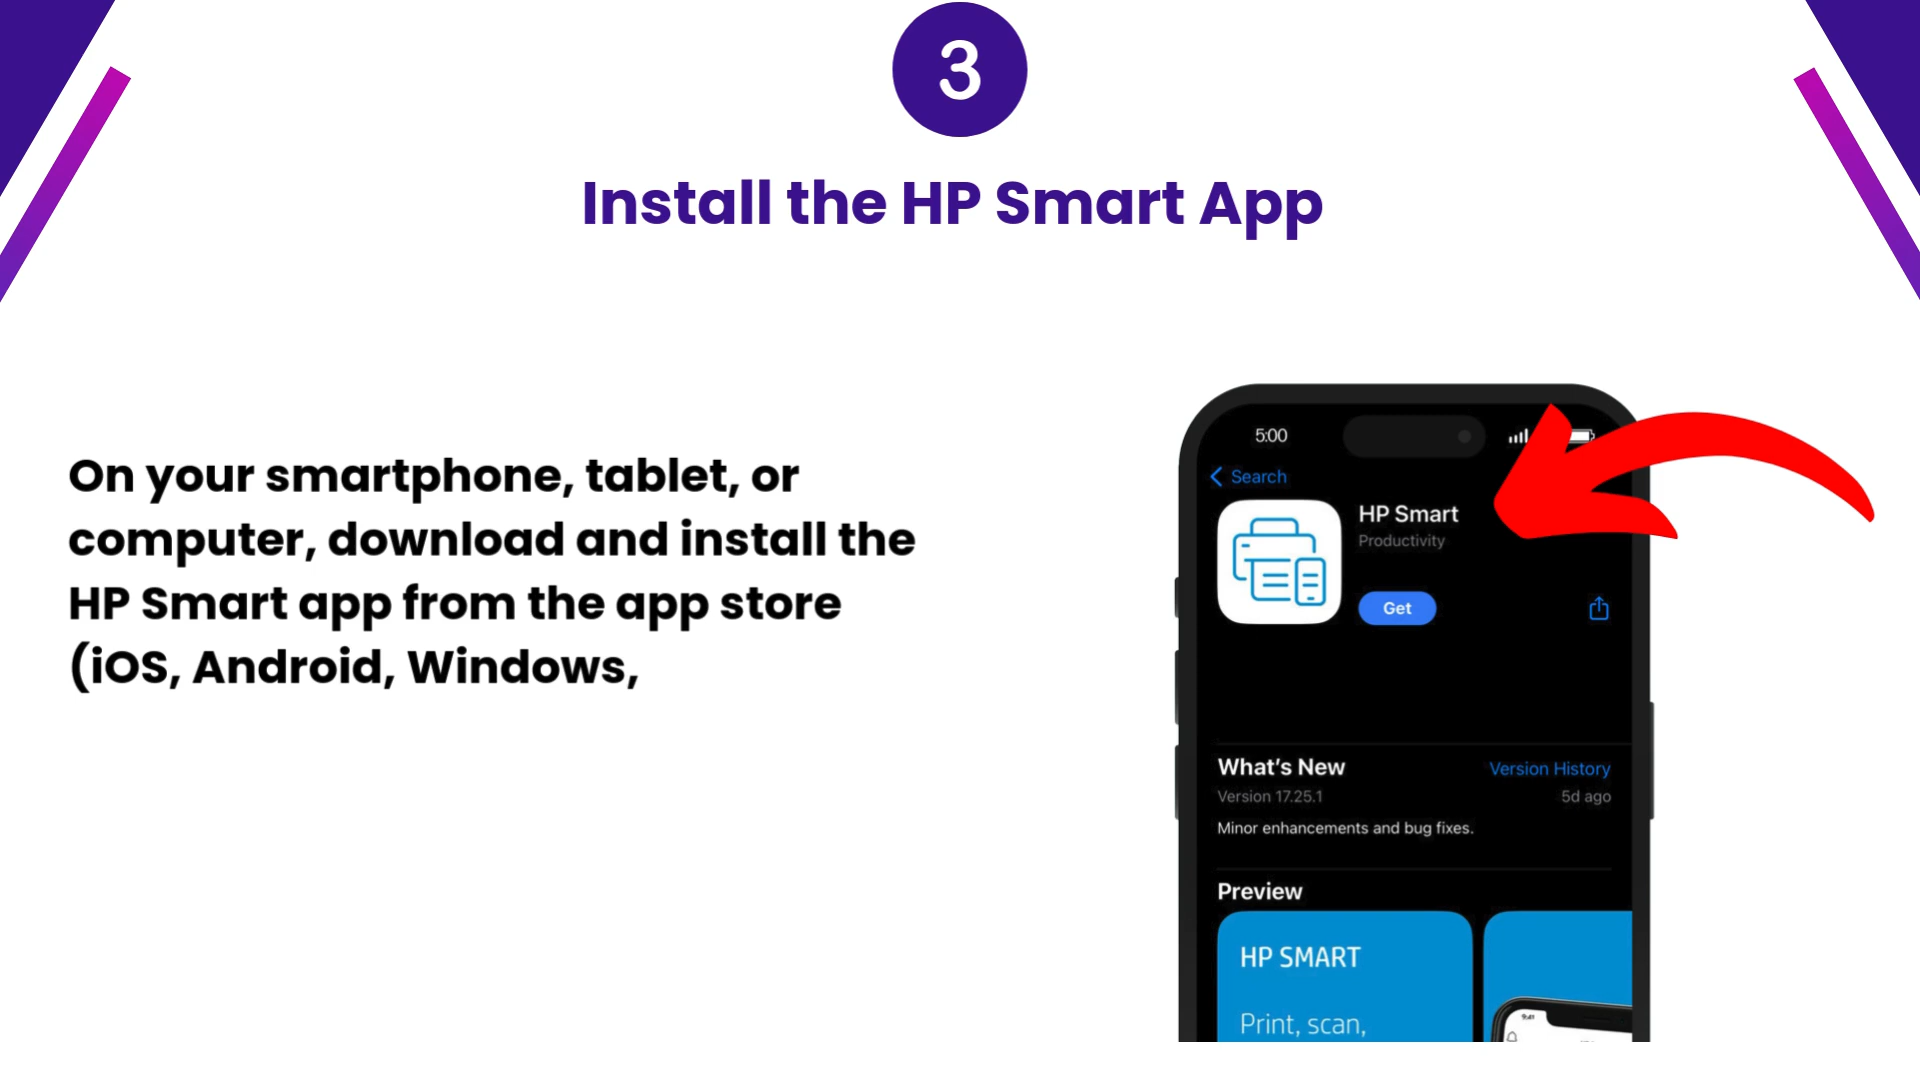 3
Install the HP Smart App
On your smartphone, tablet, or
computer, download and install the
HP Smart app from the app store
(iOS, Android, Windows,
5:00
Search
HP Smart
Productivity
Get
What's New
Version History
Version 17.25.1
5d ago
Minor enhancements and bug fixes.
Preview
HP SMART
Print, scan,
9:41